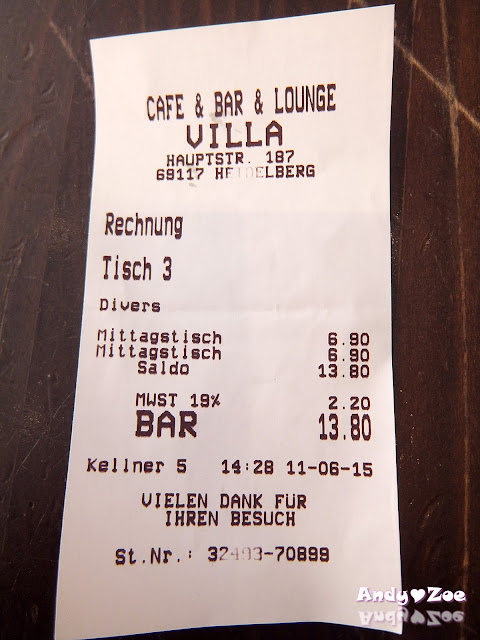 CAFE & BAR & LOUNGE
VILLA
HAUPTSTR. 187
69117 HEIDELBERG
Rechnung
Tisch 3
Divers
Mittagstisch 6.90
Mittagstisch 6.90
Saldo 13.80
MWST 19% 2.20
BAR 13.80
Kellner 5 14:28 11-06-15
VIELEN DANK FÜR
IHREN BESUCH
St.Nr.: 32493-70899
Andy♥Zoe